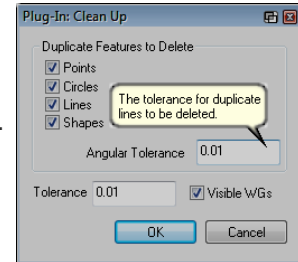 Plug-In: Clean Up
Duplicate Features to Delete
Points
Circles
Lines
Shapes
The tolerance for duplicate
lines to be deleted.
Angular Tolerance 0.01
Tolerance 0.01 Visible WGs
OK Cancel